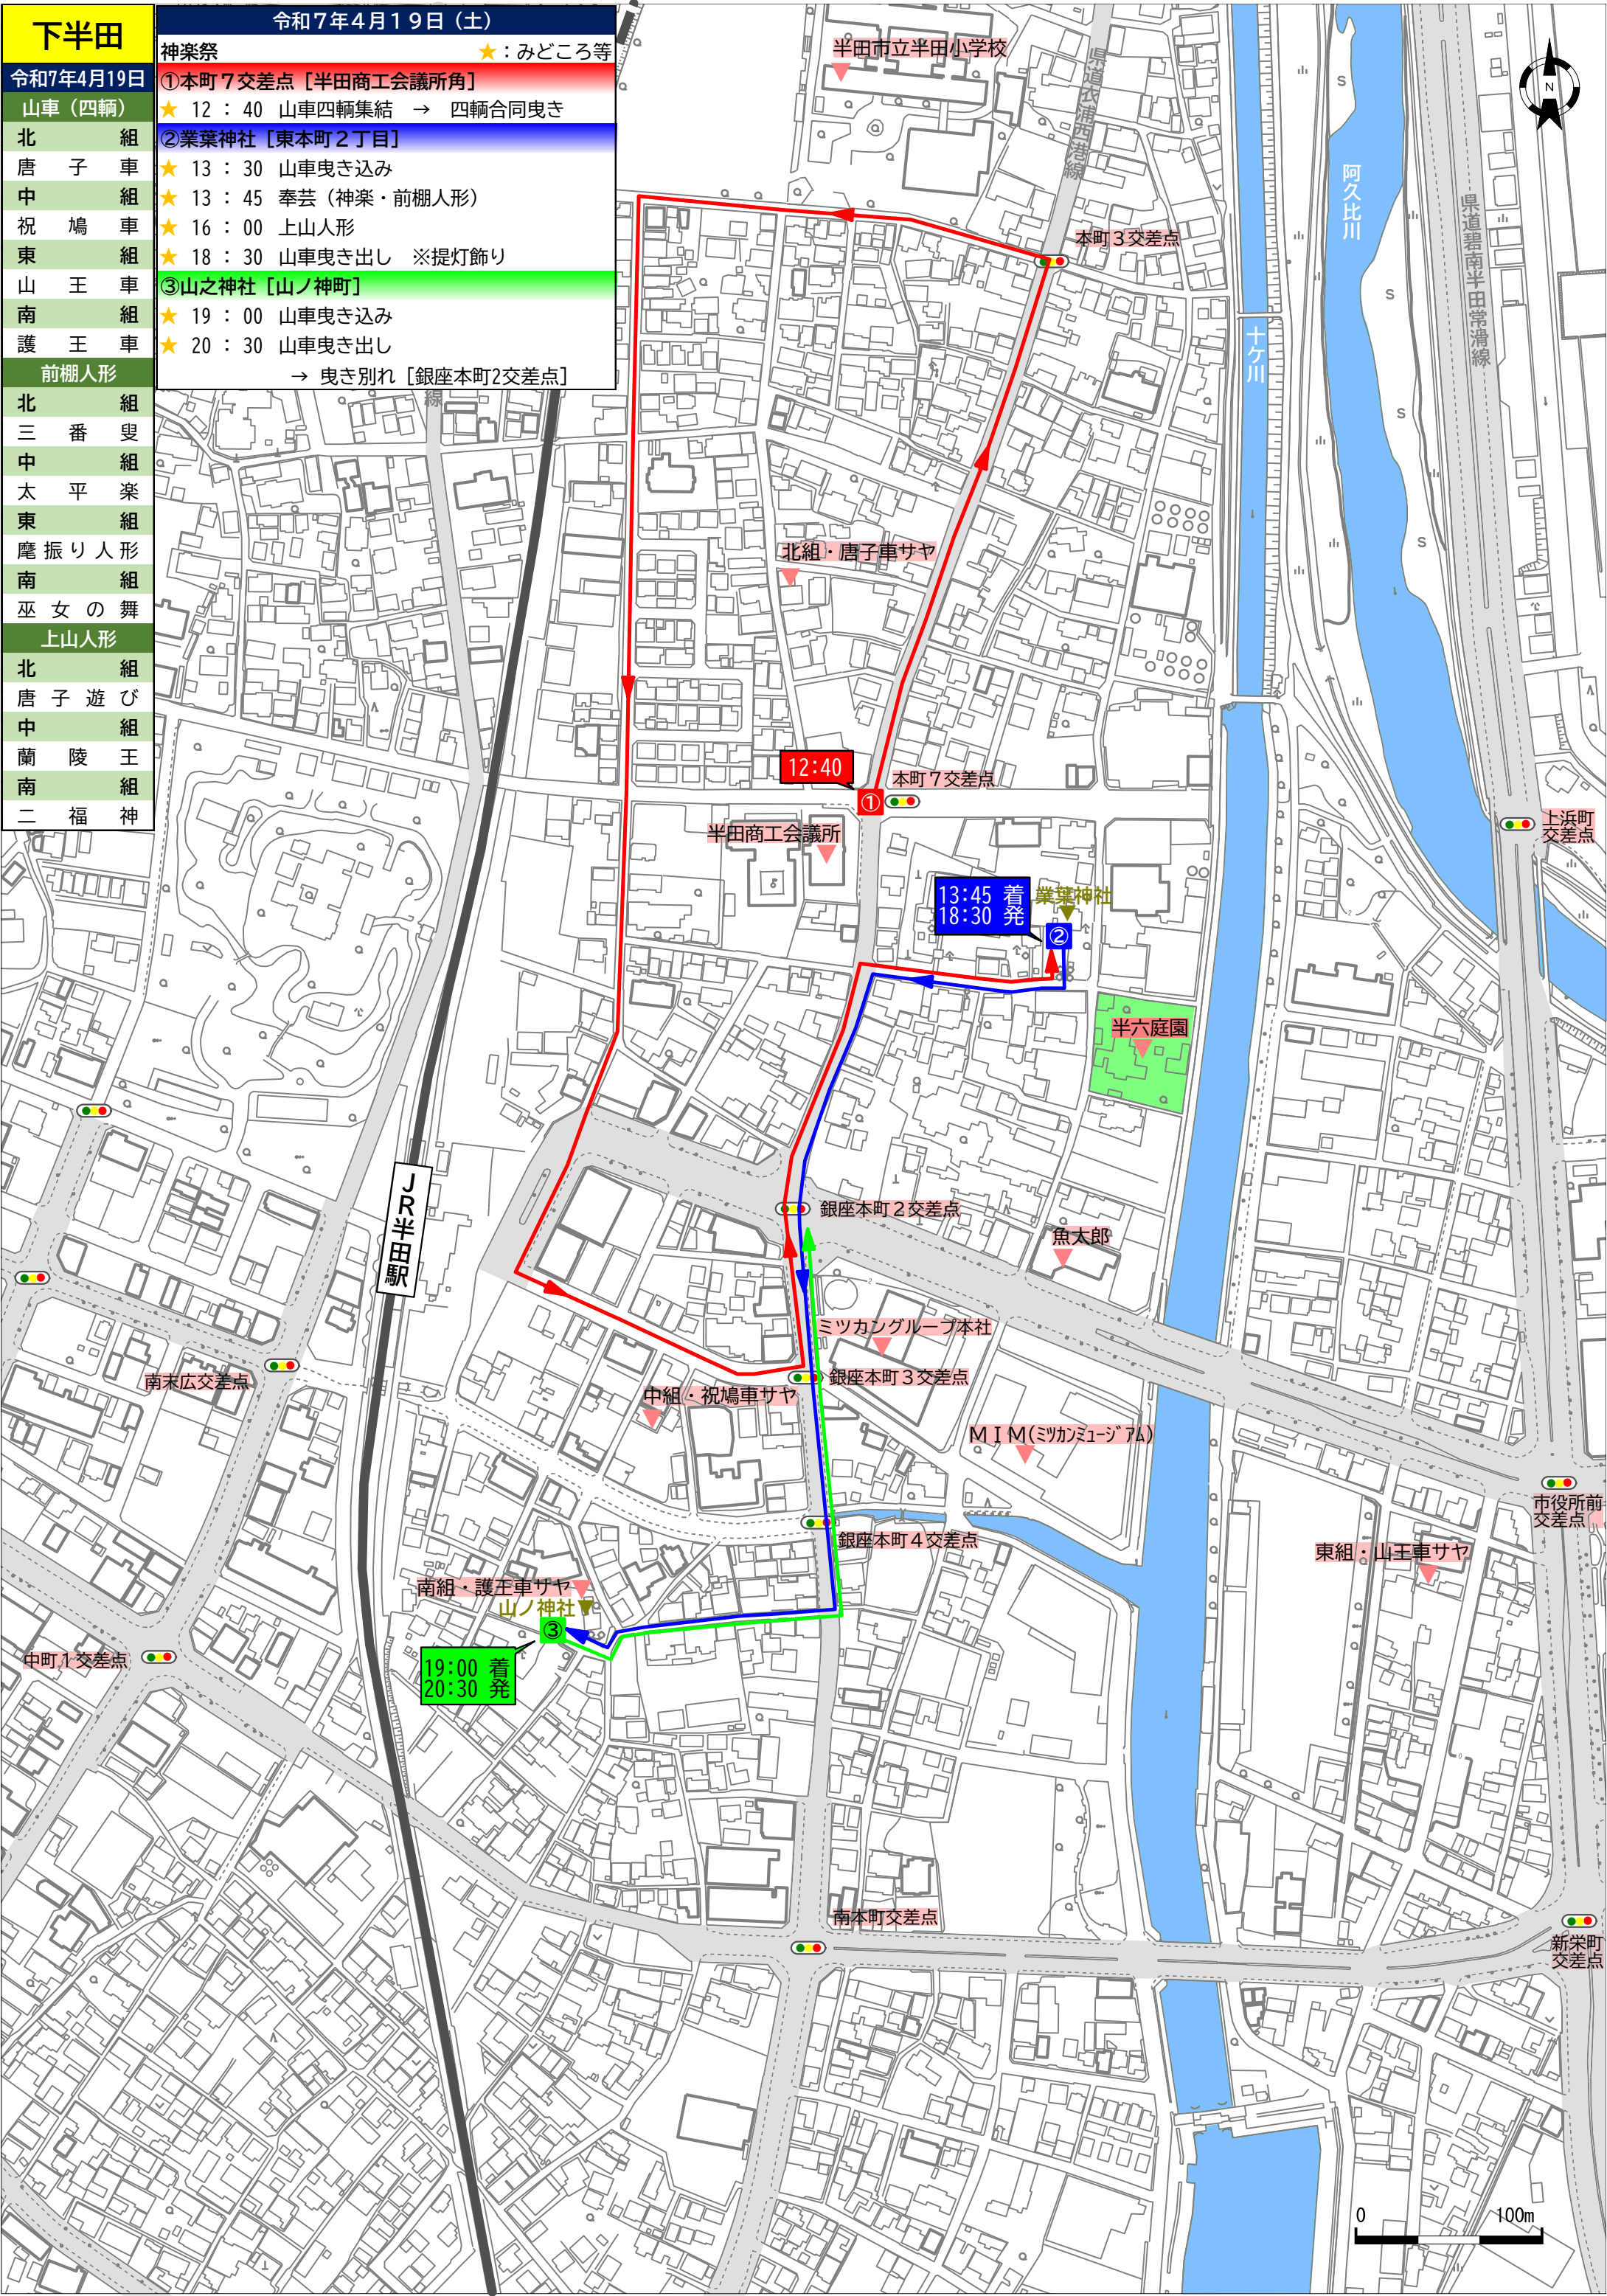 下半田
令和7年4月19日
山車（四輌）
北組
唐子車
中組
祝鳩車
東組
山王車
南組
護王車
前棚人形
北組
三番叟
中組
太平楽
東組
麾振り人形
南組
巫女の舞
上山人形
北組
唐子遊び
中組
蘭陵王
南組
二福神
令和７年４月１９日（土）
神楽祭　★：みどころ等
①本町７交差点［半田商工会議所角］
★ 12 : 40 山車四輌集結 → 四輌合同曳き
②業葉神社［東本町２丁目］
★ 13 : 30 山車曳き込み
★ 13 : 45 奉芸（神楽・前棚人形）
★ 16 : 00 上山人形
★ 18 : 30 山車曳き出し ※提灯飾り
③山之神社［山ノ神町］
★ 19 : 00 山車曳き込み
★ 20 : 30 山車曳き出し
→ 曳き別れ［銀座本町2交差点］
線
半田市立半田小学校
県道衣浦西港線
N
阿久比川
県道碧南半田常滑線
本町３交差点
十ケ川
北組・唐子車サヤ
12:40
①
本町７交差点
半田商工会議所
上浜町
交差点
13:45 着
18:30 発
業葉神社
②
半六庭園
ＪＲ半田駅
銀座本町２交差点
魚太郎
ミツカングループ本社
銀座本町３交差点
南末広交差点
中組・祝鳩車サヤ
ＭＩＭ(ミツカンミュージアム)
市役所前
交差点
銀座本町４交差点
東組・山王車サヤ
南組・護王車サヤ
山ノ神社
③
19:00 着
20:30 発
中町１交差点
南本町交差点
新栄町
交差点
0 100m